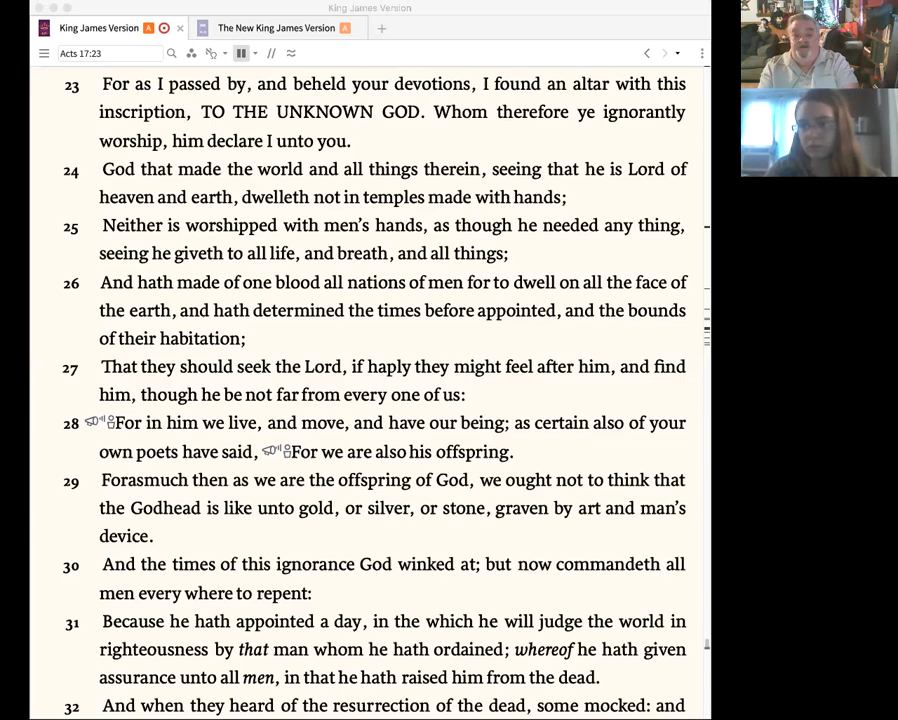 King James Version
King James Version A
The New King James Version A
Acts 17:23
23 For as I passed by, and beheld your devotions, I found an altar with this
inscription, TO THE UNKNOWN GOD. Whom therefore ye ignorantly
worship, him declare I unto you.
24 God that made the world and all things therein, seeing that he is Lord of
heaven and earth, dwelleth not in temples made with hands;
25 Neither is worshipped with men’s hands, as though he needed any thing,
seeing he giveth to all life, and breath, and all things;
26 And hath made of one blood all nations of men for to dwell on all the face of
the earth, and hath determined the times before appointed, and the bounds
of their habitation;
27 That they should seek the Lord, if haply they might feel after him, and find
him, though he be not far from every one of us:
28 For in him we live, and move, and have our being; as certain also of your
own poets have said, For we are also his offspring.
29 Forasmuch then as we are the offspring of God, we ought not to think that
the Godhead is like unto gold, or silver, or stone, graven by art and man’s
device.
30 And the times of this ignorance God winked at; but now commandeth all
men every where to repent:
31 Because he hath appointed a day, in the which he will judge the world in
righteousness by that man whom he hath ordained; whereof he hath given
assurance unto all men, in that he hath raised him from the dead.
32 And when they heard of the resurrection of the dead, some mocked: and